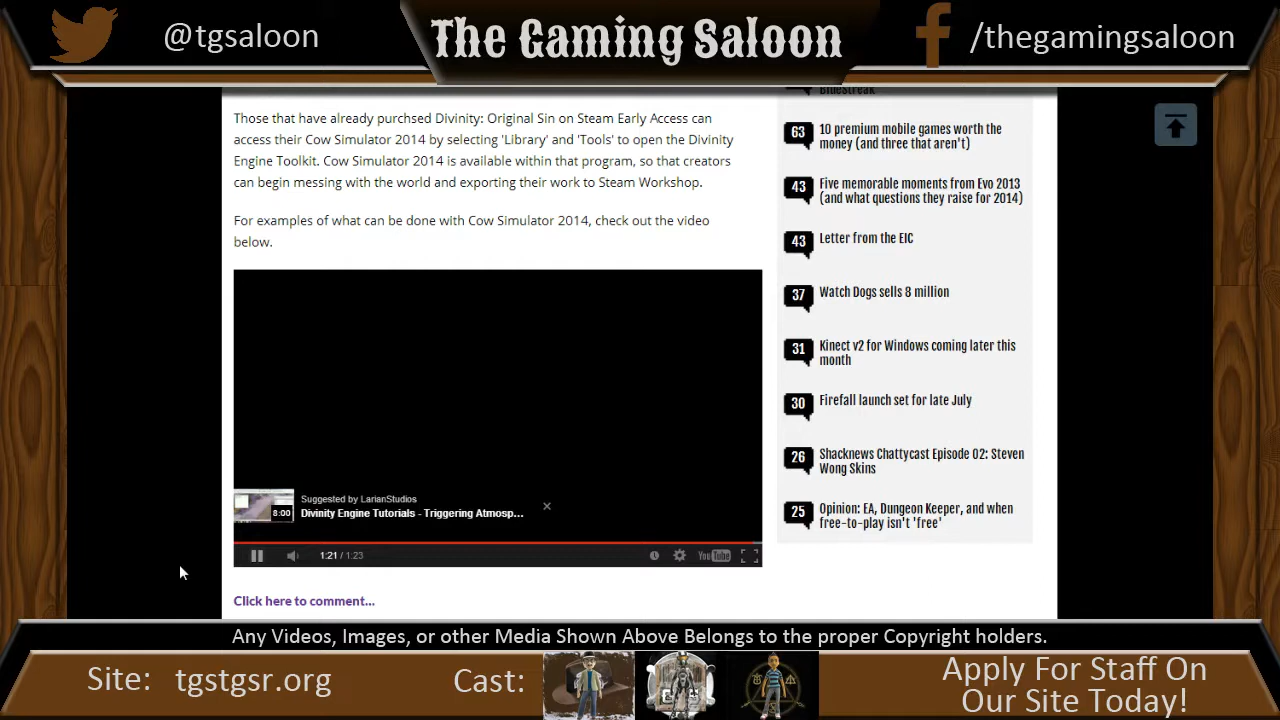 @tgsaloon
The Gaming Saloon
/thegamingsaloon
Those that have already purchsed Divinity: Original Sin on Steam Early Access can
access their Cow Simulator 2014 by selecting 'Library' and 'Tools' to open the Divinity
Engine Toolkit. Cow Simulator 2014 is available within that program, so that creators
can begin messing with the world and exporting their work to Steam Workshop.
For examples of what can be done with Cow Simulator 2014, check out the video
below.
8:00
Suggested by LarianStudios
Divinity Engine Tutorials - Triggering Atmosp...
1:21 / 1:23
YouTube
Click here to comment...
BlueStreak
63
10 premium mobile games worth the
money (and three that aren't)
43
Five memorable moments from Evo 2013
(and what questions they raise for 2014)
43
Letter from the EIC
37
Watch Dogs sells 8 million
31
Kinect v2 for Windows coming later this
month
30
Firefall launch set for late July
26
Shacknews Chattycast Episode 02: Steven
Wong Skins
25
Opinion: EA, Dungeon Keeper, and when
free-to-play isn't 'free'
Any Videos, Images, or other Media Shown Above Belongs to the proper Copyright holders.
Site: tgstgsr.org
Cast:
Apply For Staff On
Our Site Today!